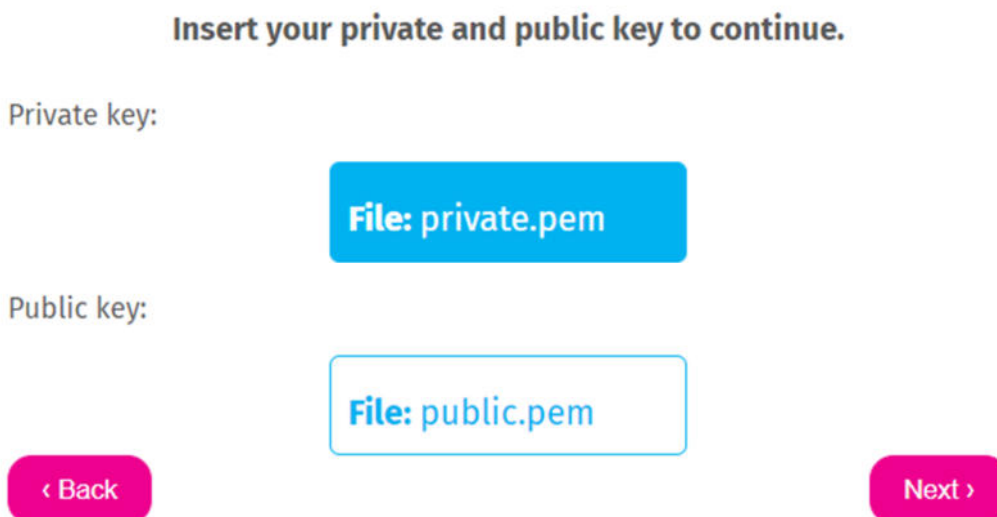 Insert your private and public key to continue.
Private key:
File: private.pem
Public key:
File: public.pem
‹ Back
Next ›